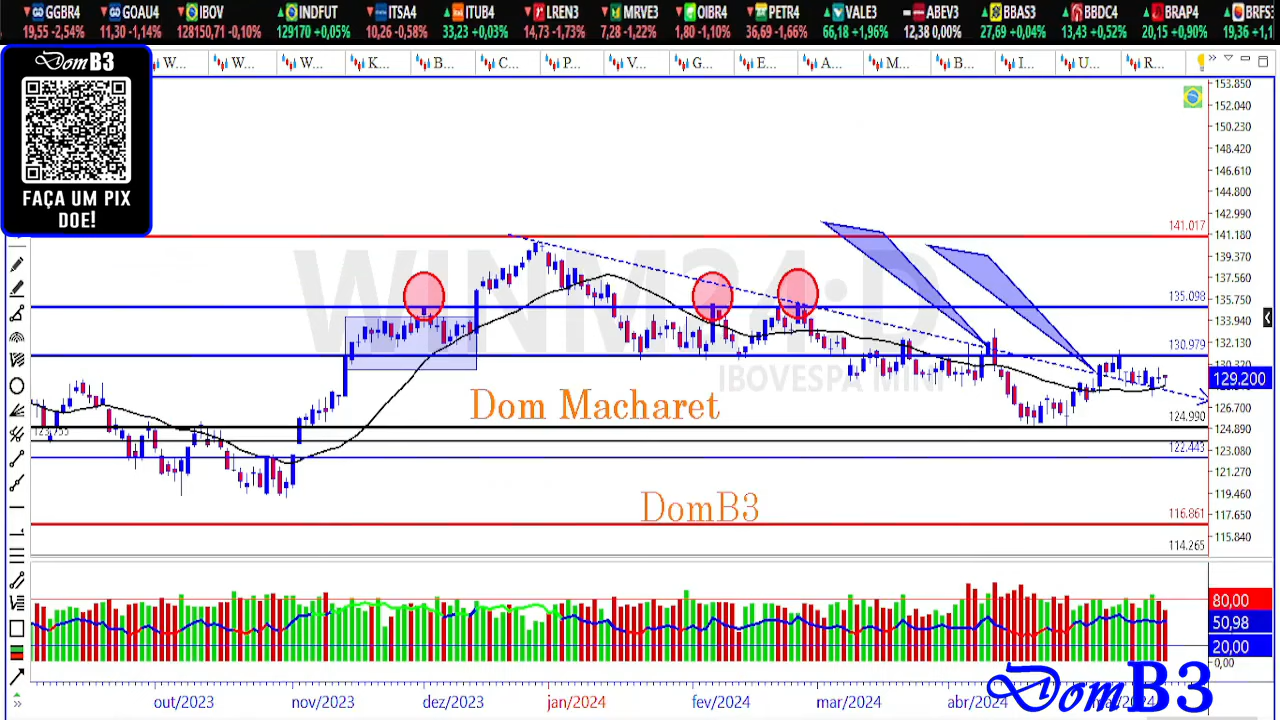 GGBR4 GOAU4 IBOV INDFUT ITSA4 ITUB4 LREN3 MRVE3 OIBR4 PETR4 VALE3 ABEV3 BBAS3 BBDC4 BRAP4 BRFS
19,55 -2,54% 11,30 -1,14% 128150,71 -0,10% 129170 +0,05% 10,26 -0,58% 33,23 +0,03% 14,73 -1,73% 7,28 -1,22% 1,80 -1,10% 36,69 -1,66% 66,18 +1,96% 12,38 0,00% 27,69 +0,04% 13,43 +0,52% 20,15 +0,90% 19,36 +1,1
DomB3
FAÇA UM PIX
DOE!
W... W... W... K... B... C... P... V... G... E... A... M... B... I... U... R...
153.850
152.040
150.230
148.420
146.610
144.800
142.990
141.180
139.370
137.560
135.750
133.940
132.130
129.200
126.700
124.890
123.080
121.270
119.460
117.650
115.840
141.017
135.098
130.979
124.990
122.443
116.861
114.265
WINM24:D
IBOVESPA MINI
Dom Macharet
DomB3
80,00
50,98
20,00
0,00
out/2023 nov/2023 dez/2023 jan/2024 fev/2024 mar/2024 abr/2024
DomB3